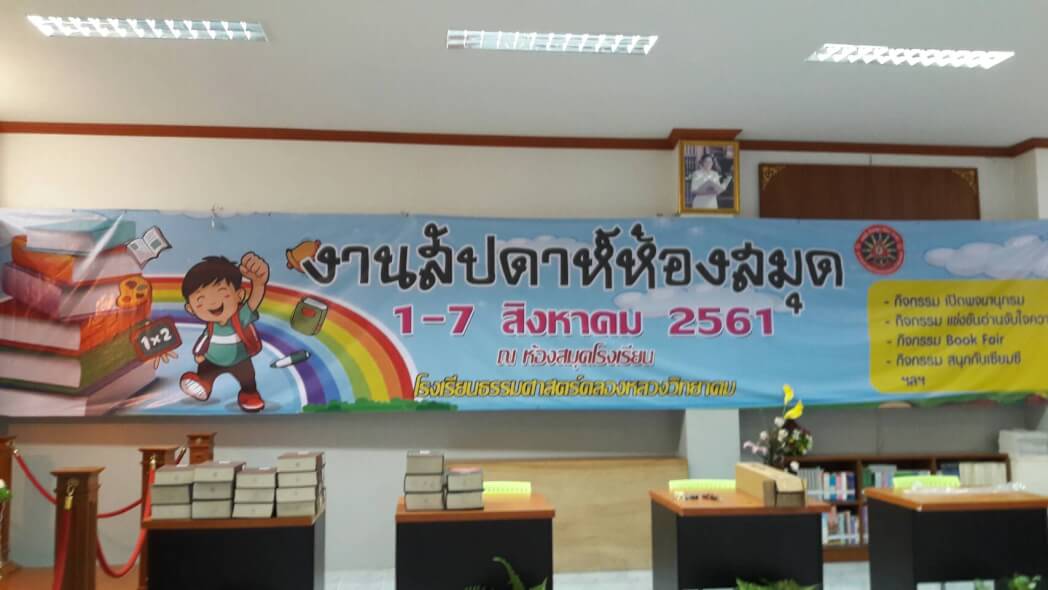 งานสัปดาห์ห้องสมุด
1-7 สิงหาคม 2561
ณ ห้องสมุดโรงเรียน
โรงเรียนธรรมศาสตร์คลองหลวงวิทยาคม
1x2
- กิจกรรม เปิดพจนานุกรม
- กิจกรรม แข่งขันอ่านจับใจควา
- กิจกรรม Book Fair
- กิจกรรม สนุกกับเซียมซี
ฯลฯ